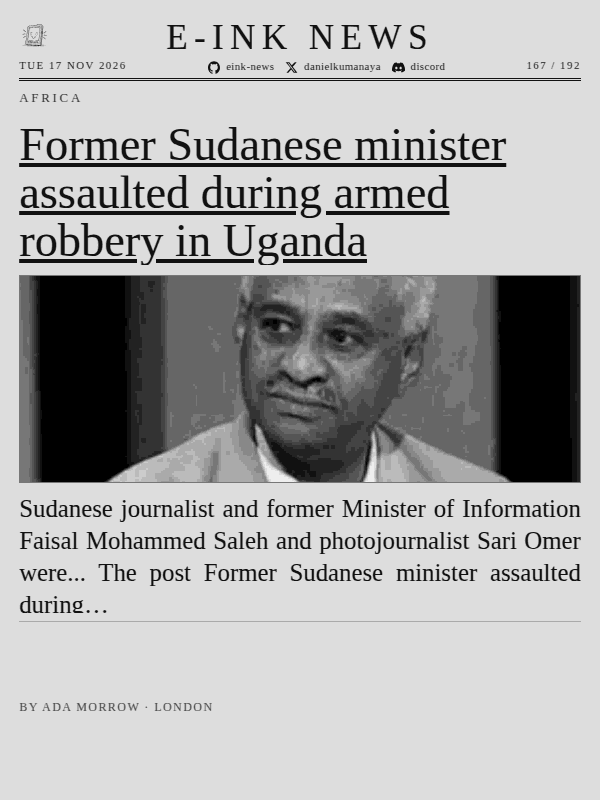 E-INK NEWS
TUE 17 NOV 2026
eink-news
danielkumanaya
discord
167 / 192
AFRICA
Former Sudanese minister
assaulted during armed
robbery in Uganda
Sudanese journalist and former Minister of Information
Faisal Mohammed Saleh and photojournalist Sari Omer
were... The post Former Sudanese minister assaulted
during…
BY ADA MORROW · LONDON